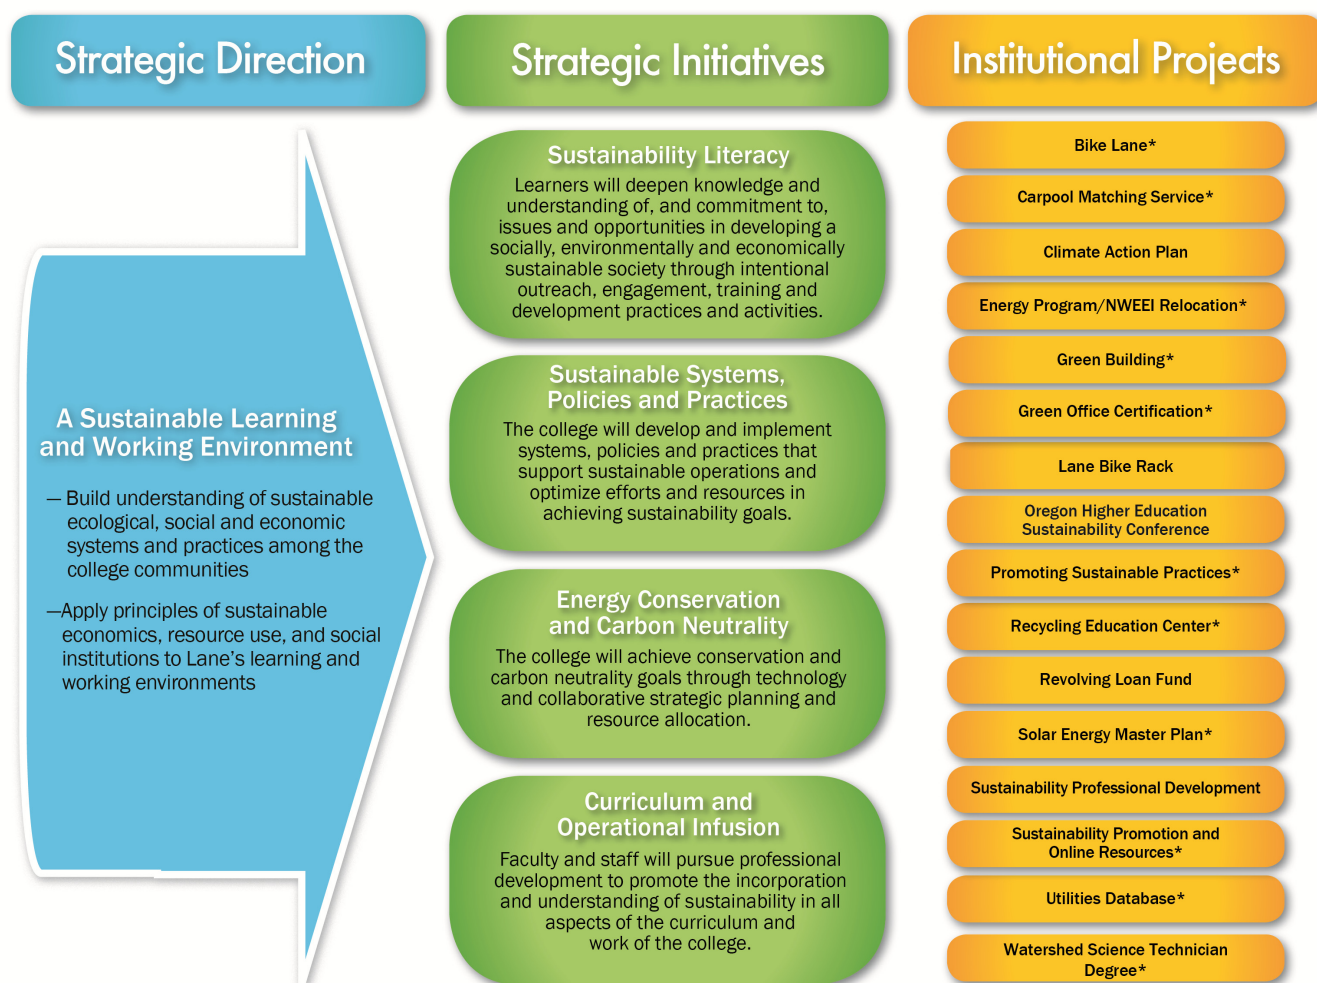 Strategic Direction
Strategic Initiatives
Institutional Projects
A Sustainable Learning
and Working Environment
— Build understanding of sustainable
ecological, social and economic
systems and practices among the
college communities
—Apply principles of sustainable
economics, resource use, and social
institutions to Lane's learning and
working environments
Sustainability Literacy
Learners will deepen knowledge and
understanding of, and commitment to,
issues and opportunities in developing a
socially, environmentally and economically
sustainable society through intentional
outreach, engagement, training and
development practices and activities.
Sustainable Systems,
Policies and Practices
The college will develop and implement
systems, policies and practices that
support sustainable operations and
optimize efforts and resources in
achieving sustainability goals.
Energy Conservation
and Carbon Neutrality
The college will achieve conservation and
carbon neutrality goals through technology
and collaborative strategic planning and
resource allocation.
Curriculum and
Operational Infusion
Faculty and staff will pursue professional
development to promote the incorporation
and understanding of sustainability in all
aspects of the curriculum and
work of the college.
Bike Lane*
Carpool Matching Service*
Climate Action Plan
Energy Program/NWEEI Relocation*
Green Building*
Green Office Certification*
Lane Bike Rack
Oregon Higher Education
Sustainability Conference
Promoting Sustainable Practices*
Recycling Education Center*
Revolving Loan Fund
Solar Energy Master Plan*
Sustainability Professional Development
Sustainability Promotion and
Online Resources*
Utilities Database*
Watershed Science Technician
Degree*